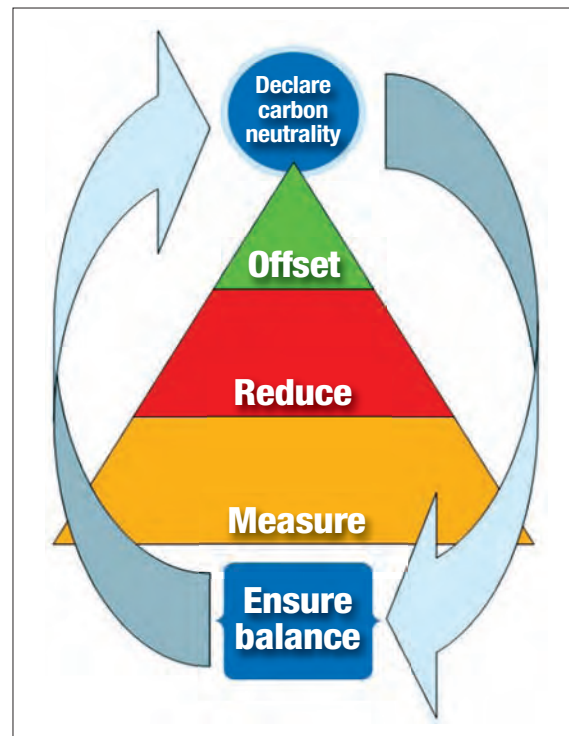 Declare
carbon
neutrality
Offset
Reduce
Measure
Ensure
balance